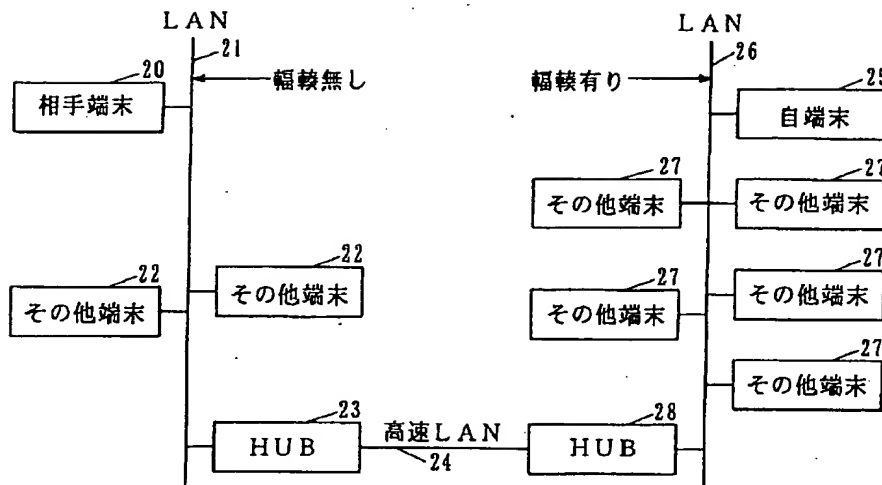 LAN
21
20
相手端末
輻輳無し
22
その他端末
22
その他端末
23
HUB
高速LAN
24
LAN
26
輻輳有り
25
自端末
27
その他端末
27
その他端末
27
その他端末
27
その他端末
27
その他端末
28
HUB